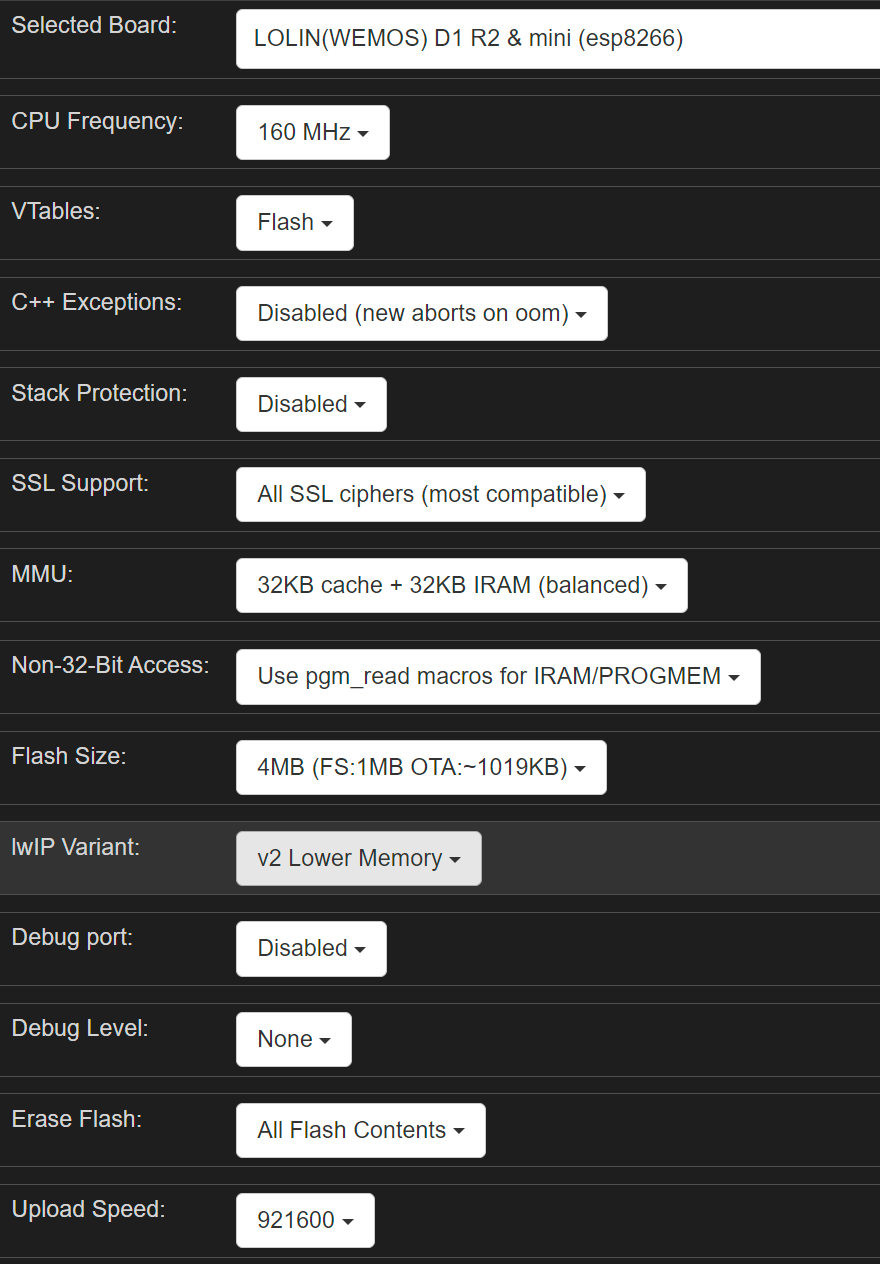 Selected Board:
LOLIN(WEMOS) D1 R2 & mini (esp8266)
CPU Frequency:
160 MHz
VTables:
Flash
C++ Exceptions:
Disabled (new aborts on oom)
Stack Protection:
Disabled
SSL Support:
All SSL ciphers (most compatible)
MMU:
32KB cache + 32KB IRAM (balanced)
Non-32-Bit Access:
Use pgm_read macros for IRAM/PROGMEM
Flash Size:
4MB (FS:1MB OTA:~1019KB)
lwIP Variant:
v2 Lower Memory
Debug port:
Disabled
Debug Level:
None
Erase Flash:
All Flash Contents
Upload Speed:
921600